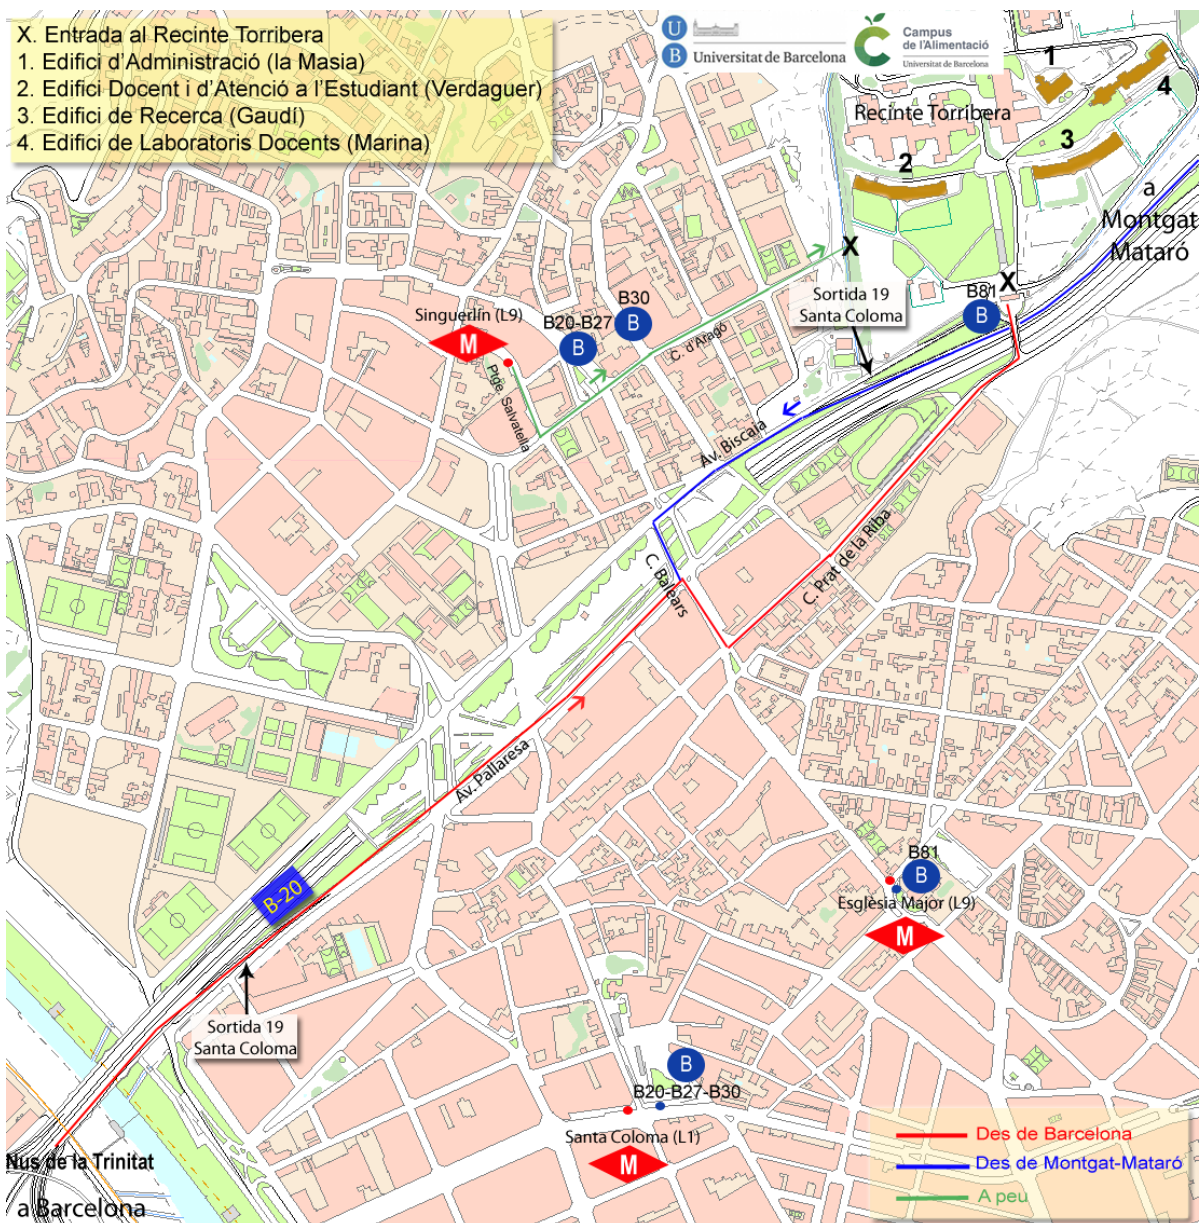 X. Entrada al Recinte Torribera
1. Edifici d'Administració (la Masia)
2. Edifici Docent i d'Atenció a l'Estudiant (Verdaguer)
3. Edifici de Recerca (Gaudí)
4. Edifici de Laboratoris Docents (Marina)
U
B
Universitat de Barcelona
Campus
de l'Alimentació
Universitat de Barcelona
1
4
Recinte Torribera
3
2
a
Montgat
Mataró
X
X
B81
B
Sortida 19
Santa Coloma
B30
B
Singuerlín (L9)
M
B20-B27
B
C. d'Aragó
Ptge. Salvatella
Av. Biscaia
C. Balears
C. Prat de la Riba
Av. Pallaresa
B-20
B81
B
Esglèsia Major (L9)
M
Sortida 19
Santa Coloma
B
B20-B27-B30
Santa Coloma (L1)
M
Nus de la Trinitat
a Barcelona
Des de Barcelona
Des de Montgat-Mataró
A peu